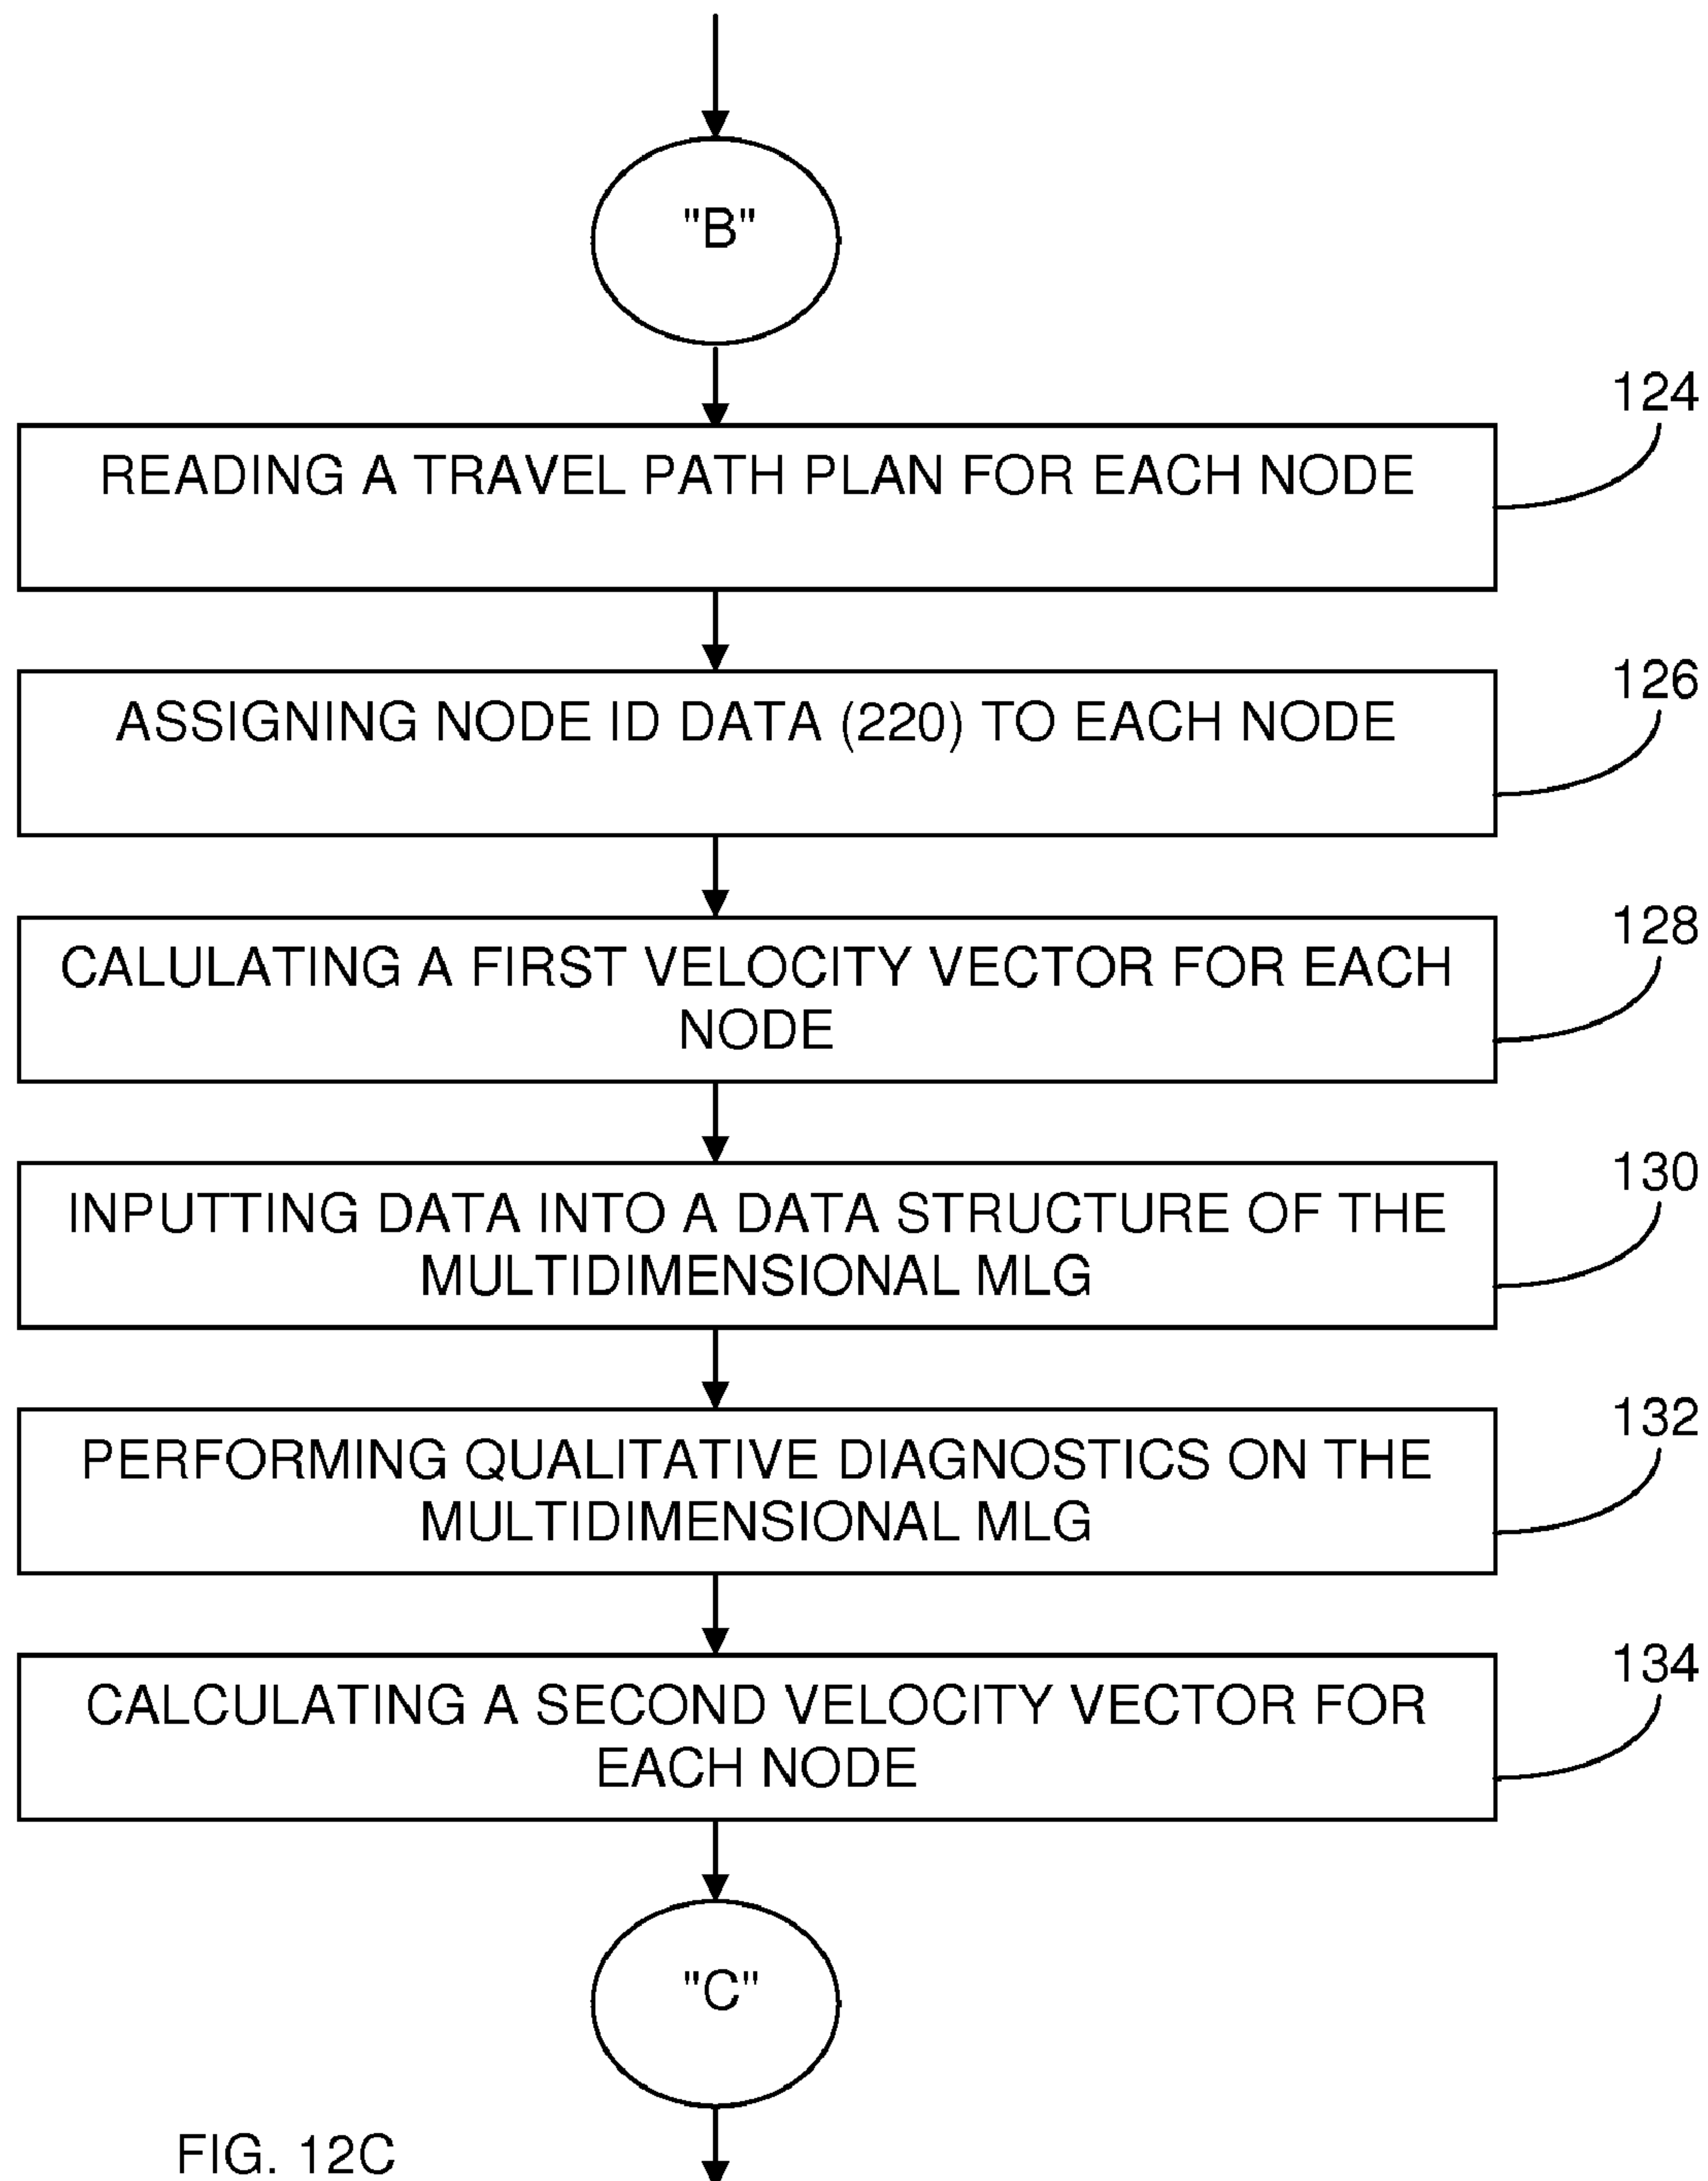 "B"
124
READING A TRAVEL PATH PLAN FOR EACH NODE
126
ASSIGNING NODE ID DATA (220) TO EACH NODE
128
CALULATING A FIRST VELOCITY VECTOR FOR EACH
NODE
130
INPUTTING DATA INTO A DATA STRUCTURE OF THE
MULTIDIMENSIONAL MLG
132
PERFORMING QUALITATIVE DIAGNOSTICS ON THE
MULTIDIMENSIONAL MLG
134
CALCULATING A SECOND VELOCITY VECTOR FOR
EACH NODE
"C"
FIG. 12C